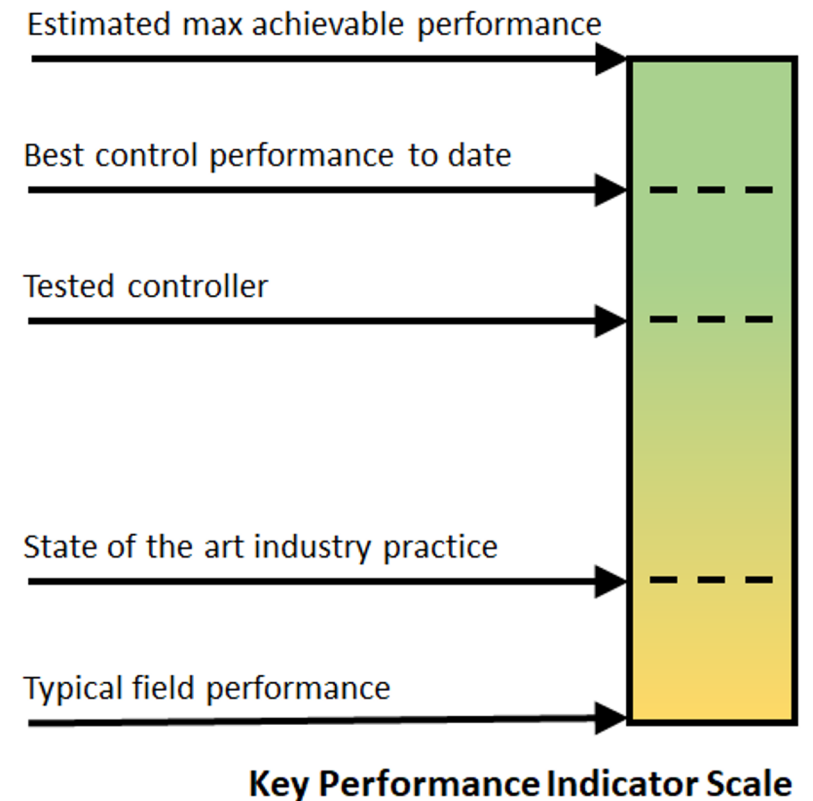 Estimated max achievable performance
Best control performance to date
Tested controller
State of the art industry practice
Typical field performance
Key Performance Indicator Scale